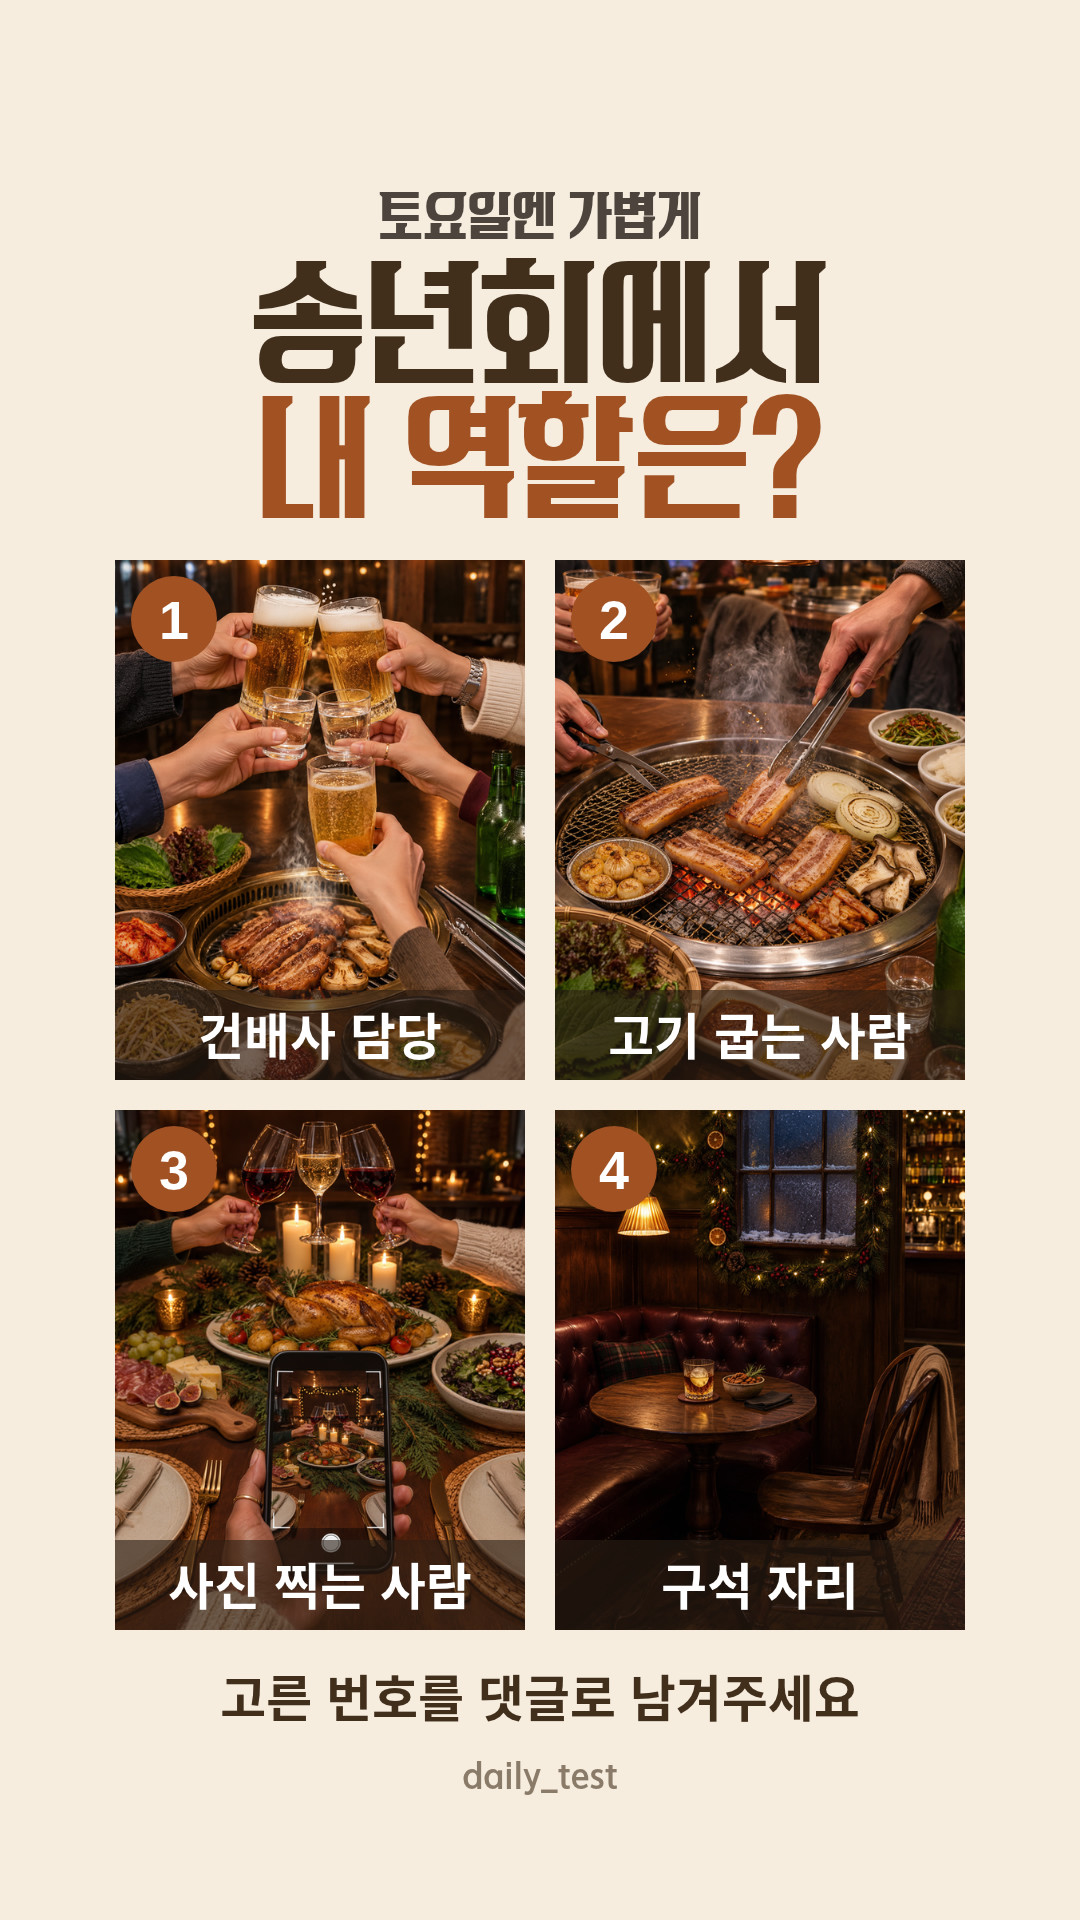 토요일엔 가볍게
송년회에서
내 역할은?
1
2
건배사 담당
고기 굽는 사람
3
4
사진 찍는 사람
구석 자리
고른 번호를 댓글로 남겨주세요
daily_test